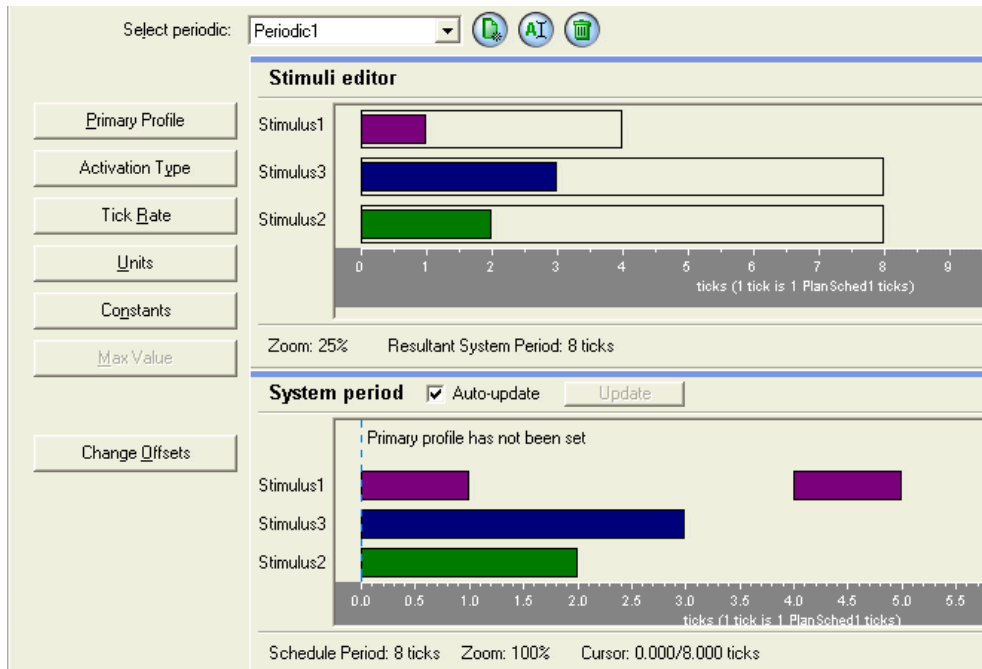 Select periodic: Periodic1 AI
Stimuli editor
Primary Profile
Activation Type
Tick Rate
Units
Constants
Max Value
Change Offsets
Stimulus1
Stimulus3
Stimulus2
0 1 2 3 4 5 6 7 8 9
ticks (1 tick is 1 PlanSched1 ticks)
Zoom: 25% Resultant System Period: 8 ticks
System period Auto-update Update
Primary profile has not been set
Stimulus1
Stimulus3
Stimulus2
0.0 0.5 1.0 1.5 2.0 2.5 3.0 3.5 4.0 4.5 5.0 5.5
ticks (1 tick is 1 PlanSched1 ticks)
Schedule Period: 8 ticks Zoom: 100% Cursor: 0.000/8.000 ticks